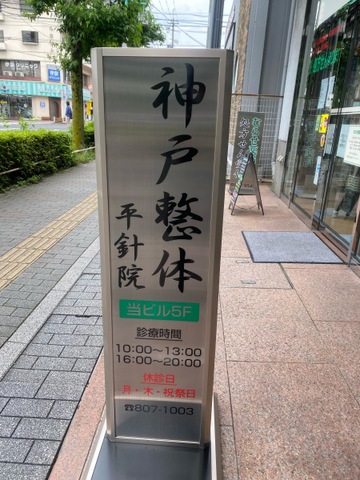 神戸整体
平針院
当ビル5F
診療時間
10:00～13:00
16:00～20:00
休診日
月・木・祝祭日
☎807-1003